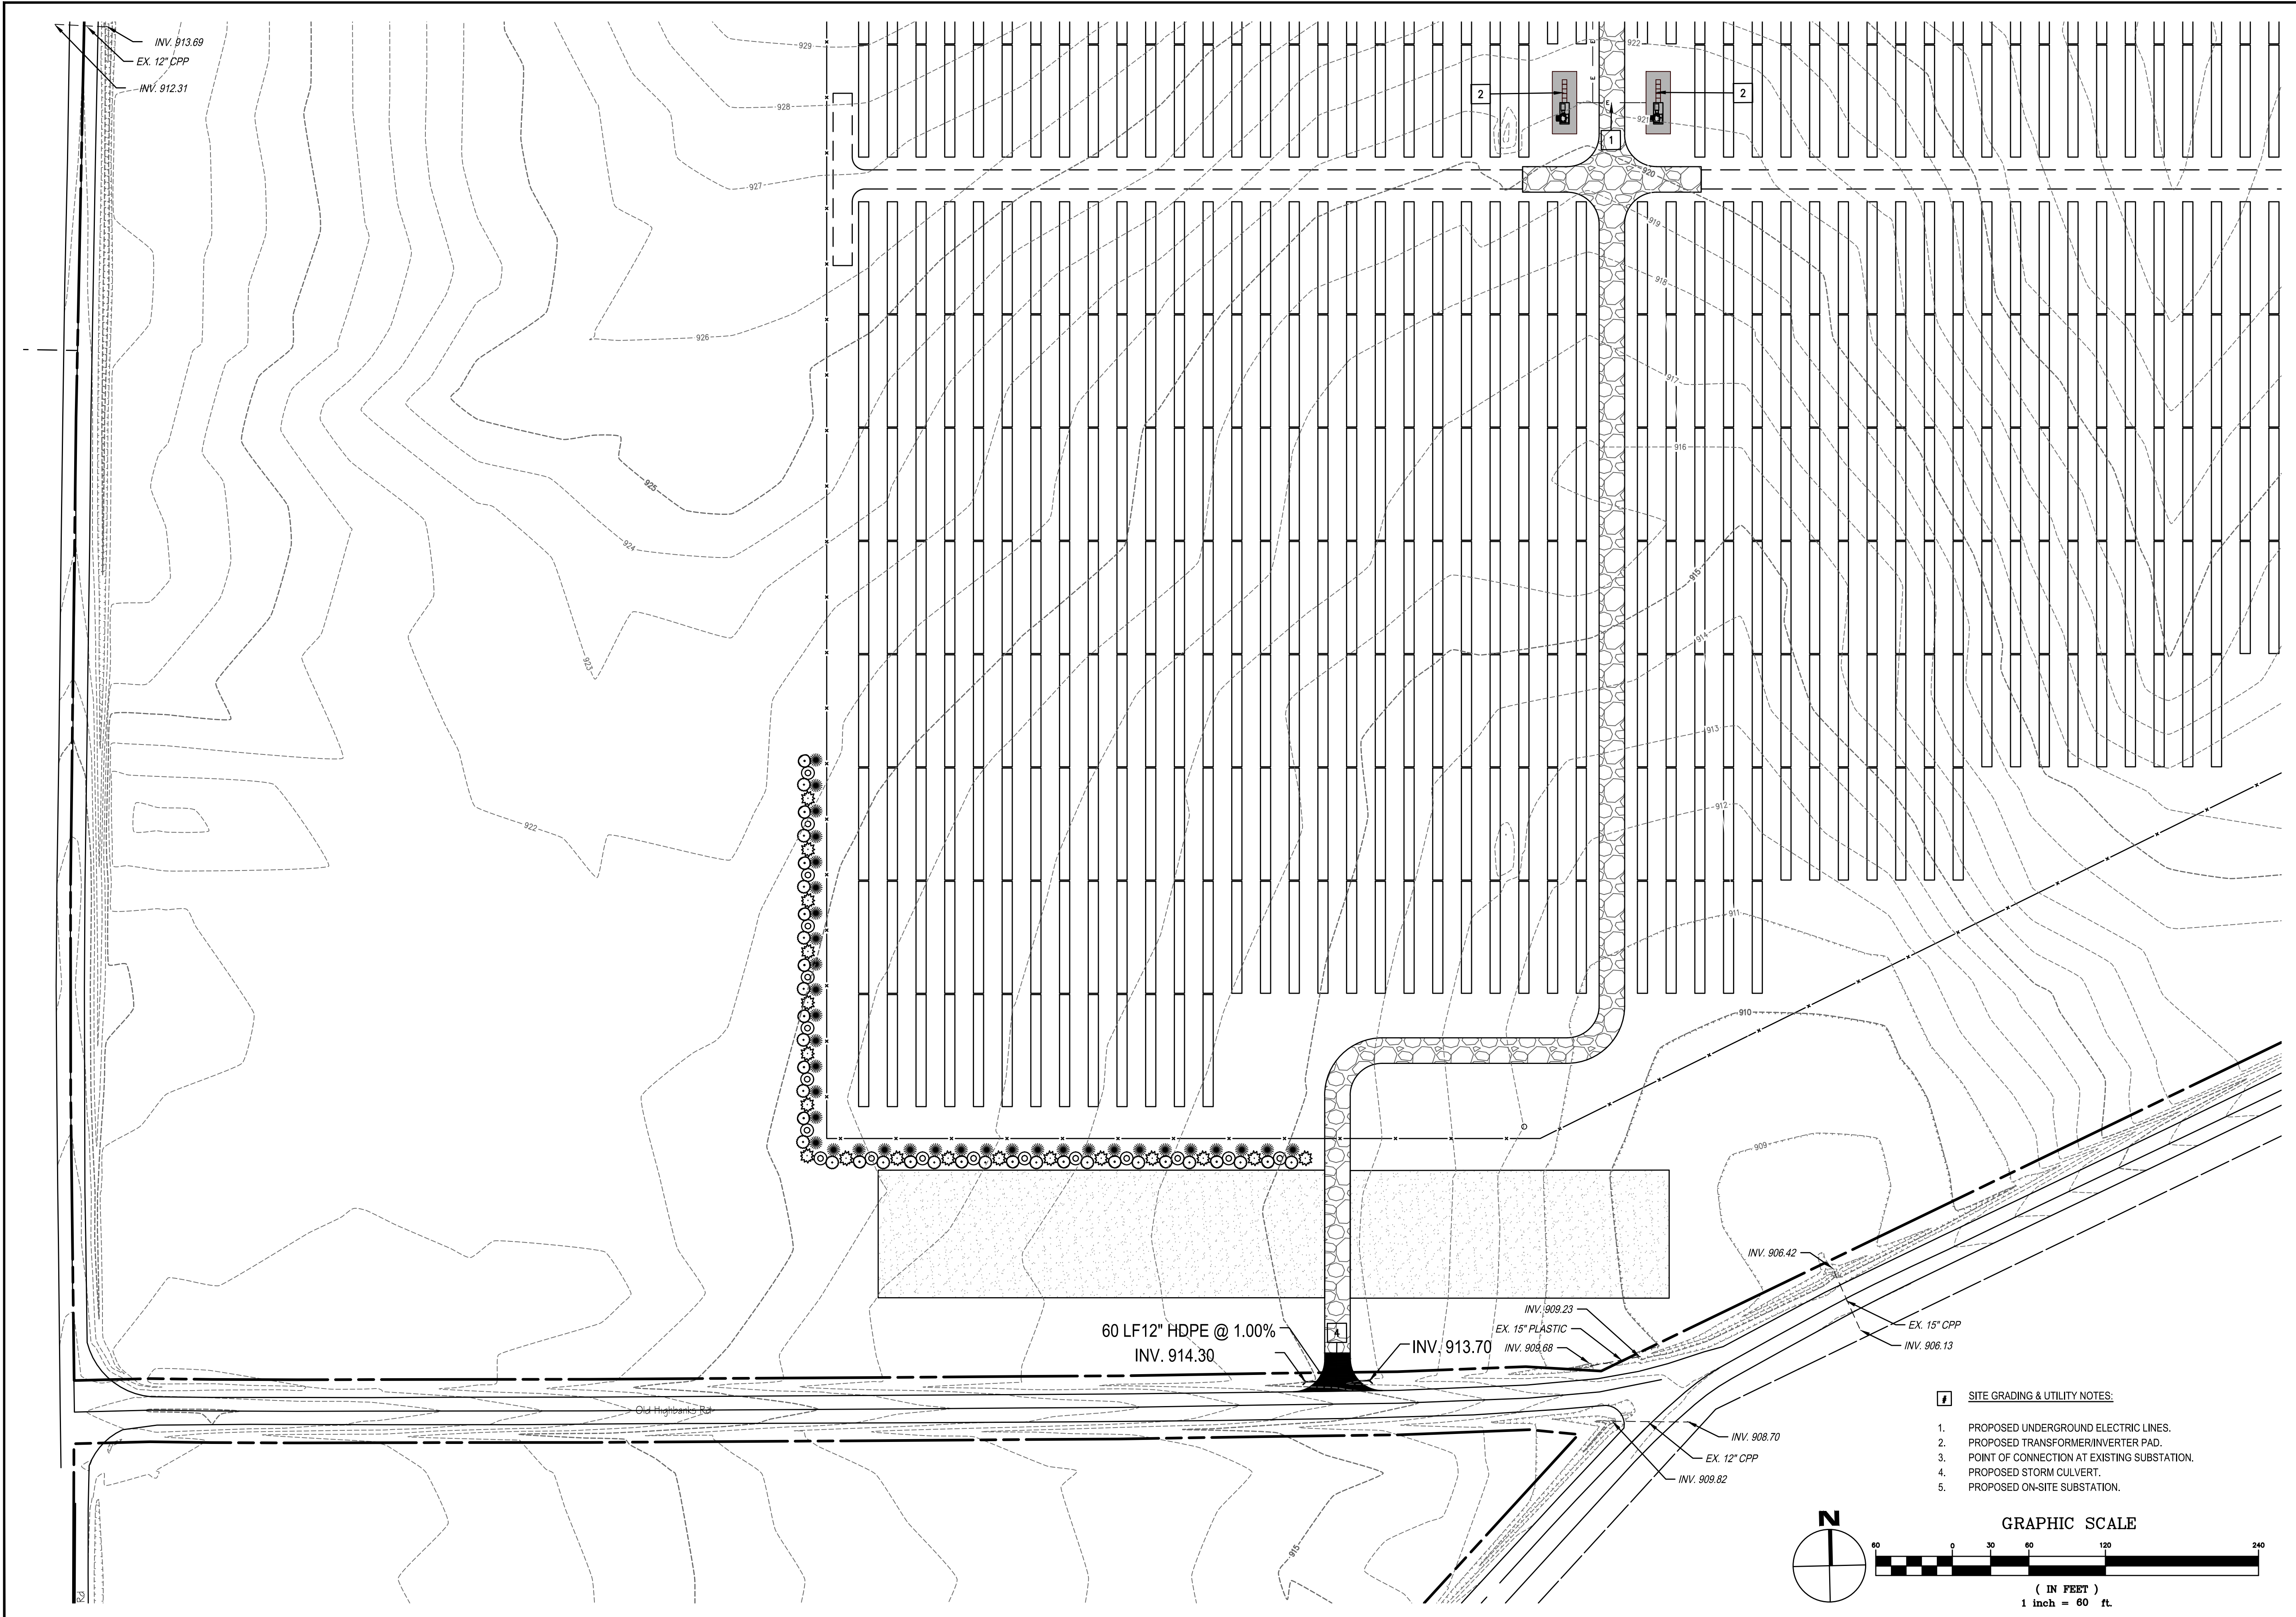 INV. 913.69
EX. 12" CPP
INV. 912.31
929
928
927
926
925
924
923
922
922
921
920
919
918
917
916
915
914
913
912
911
910
909
2
2
1
E
E
E
INV. 906.42
INV. 909.23
EX. 15" PLASTIC
INV. 909.68
EX. 15" CPP
INV. 906.13
60 LF12" HDPE @ 1.00%
INV. 914.30
4
INV. 913.70
Old Highbanks Rd
INV. 908.70
EX. 12" CPP
INV. 909.82
915
Rd
# SITE GRADING & UTILITY NOTES:
1. PROPOSED UNDERGROUND ELECTRIC LINES.
2. PROPOSED TRANSFORMER/INVERTER PAD.
3. POINT OF CONNECTION AT EXISTING SUBSTATION.
4. PROPOSED STORM CULVERT.
5. PROPOSED ON-SITE SUBSTATION.
N
GRAPHIC SCALE
60 0 30 60 120 240
( IN FEET )
1 inch = 60 ft.